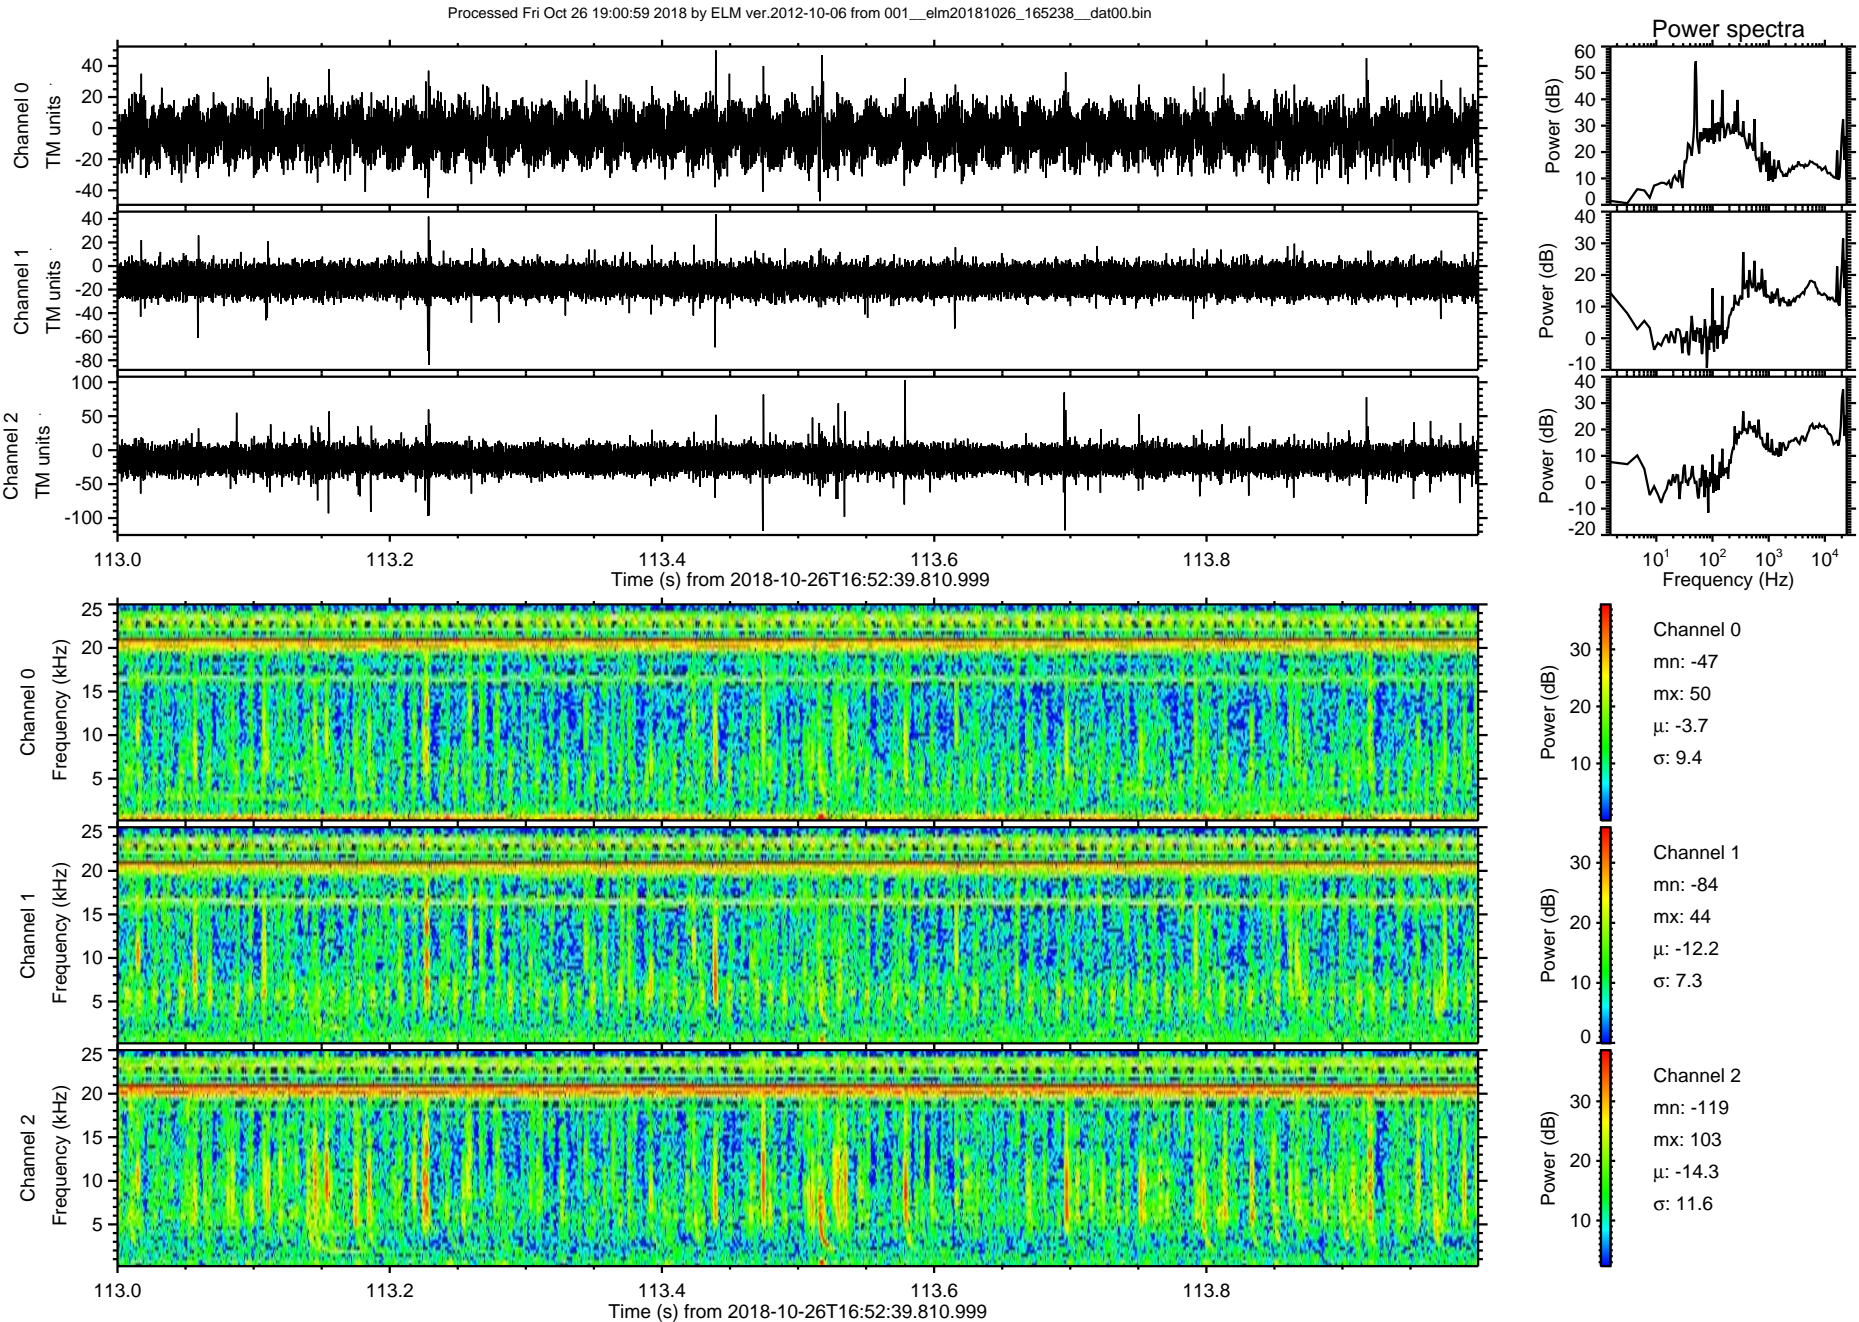 Processed Fri Oct 26 19:00:59 2018 by ELM ver.2012-10-06 from 001__elm20181026_165238__dat00.bin
Power spectra
Channel 0
TM units
40
20
0
-20
-40
Power (dB)
60
50
40
30
20
10
0
Channel 1
TM units
40
20
0
-20
-40
-60
-80
Power (dB)
40
30
20
10
0
-10
Channel 2
TM units
100
50
0
-50
-100
Power (dB)
40
30
20
10
0
-10
-20
113.0 113.2 113.4 113.6 113.8
Time (s) from 2018-10-26T16:52:39.810.999
10^1 10^2 10^3 10^4
Frequency (Hz)
Channel 0
Frequency (kHz)
25
20
15
10
5
Power (dB)
30
20
10
Channel 0
mn: -47
mx: 50
μ: -3.7
σ: 9.4
Channel 1
Frequency (kHz)
25
20
15
10
5
Power (dB)
30
20
10
0
Channel 1
mn: -84
mx: 44
μ: -12.2
σ: 7.3
Channel 2
Frequency (kHz)
25
20
15
10
5
Power (dB)
30
20
10
Channel 2
mn: -119
mx: 103
μ: -14.3
σ: 11.6
113.0 113.2 113.4 113.6 113.8
Time (s) from 2018-10-26T16:52:39.810.999